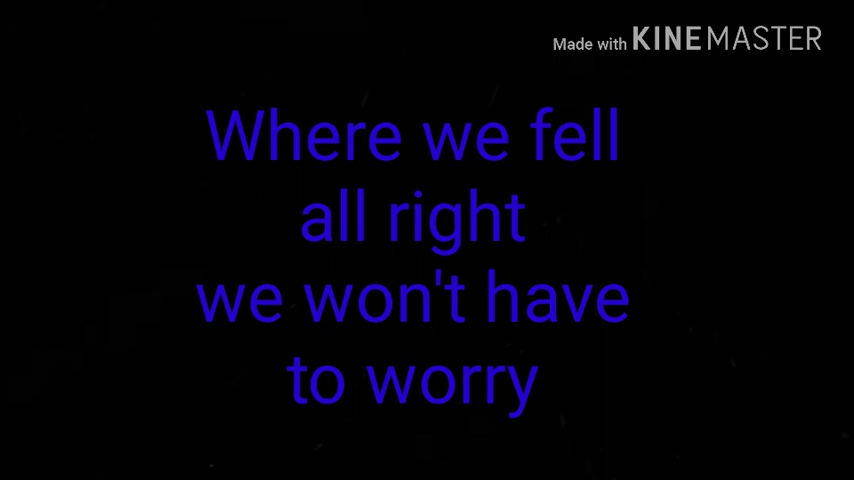 Made with KINEMASTER
Where we fell
all right
we won't have
to worry